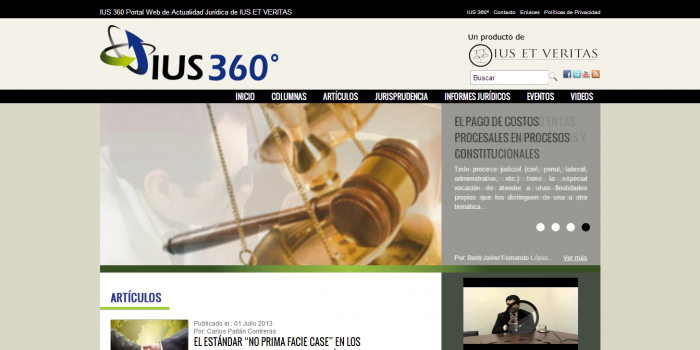 IUS 360 Portal Web de Actualidad Jurídica de IUS ET VERITAS
IUS 360° Contacto Enlaces Políticas de Privacidad
IUS 360°
Un producto de
IUS ET VERITAS
Buscar
INICIO COLUMNAS ARTÍCULOS JURISPRUDENCIA INFORMES JURÍDICOS EVENTOS VIDEOS
EL PAGO DE COSTOS
PROCESALES EN PROCESOS
CONSTITUCIONALES
Todo proceso judicial (civil, penal, laboral,
administrativo, etc.) tiene la especial
vocación de atender a unas finalidades
propias que los distinguen de una u otra
temática...
Por: Reny Javier Fernando López... Ver más
ARTÍCULOS
Publicado el : 01 Julio 2013
Por: Carlos Paitán Contreras
EL ESTÁNDAR “NO PRIMA FACIE CASE” EN LOS